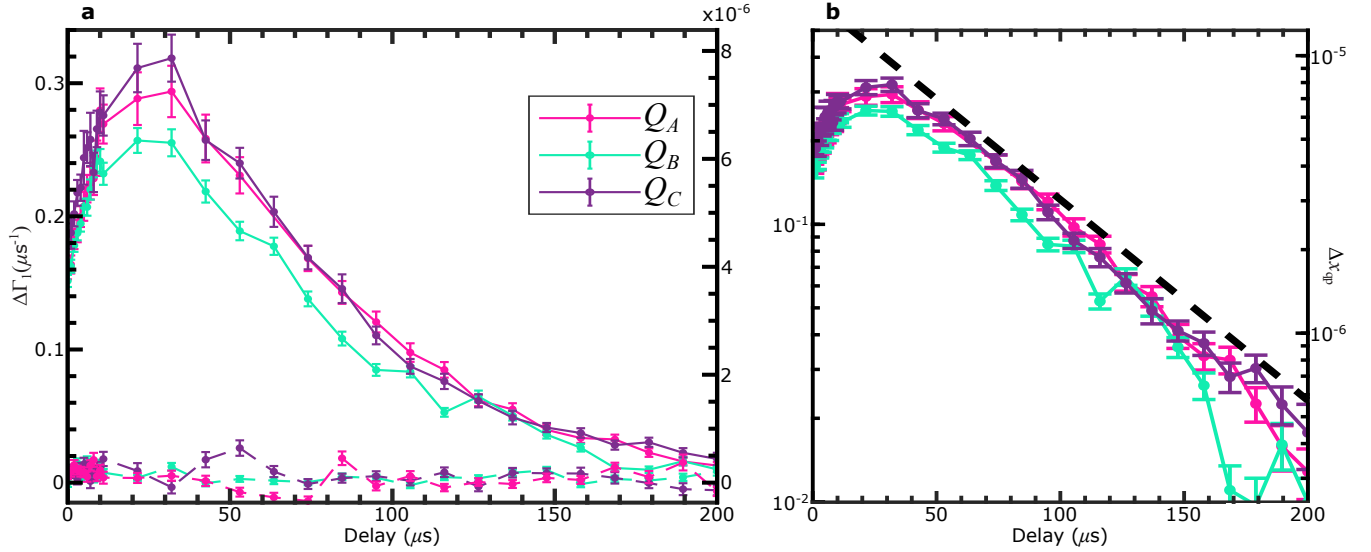 a
x10⁻⁶
b
0.3
0.2
0.1
0
ΔΓ₁(μs⁻¹)
8
6
4
2
0
Q_A
Q_B
Q_C
0
50
100
150
200
Delay (μs)
10⁻¹
10⁻²
10⁻⁵
10⁻⁶
Δx_qp
0
50
100
150
200
Delay (μs)